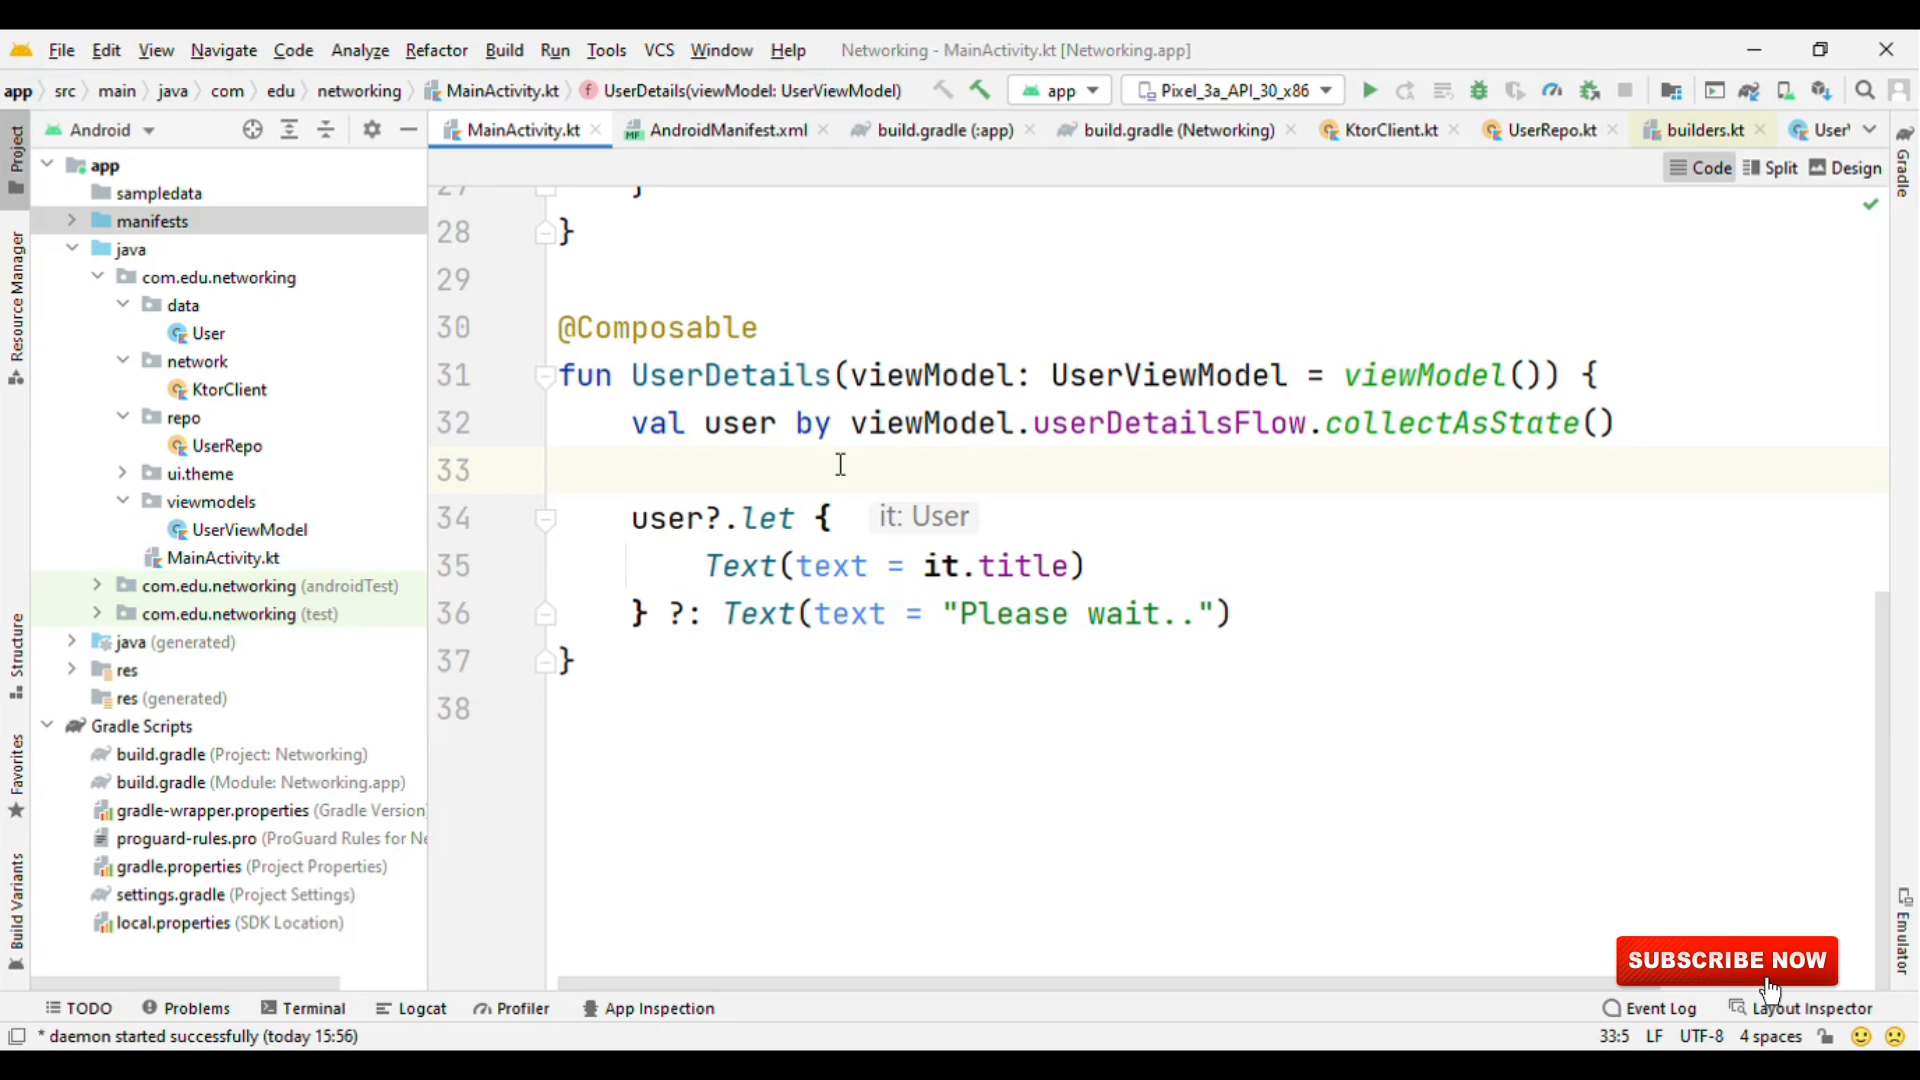 File Edit View Navigate Code Analyze Refactor Build Run Tools VCS Window Help Networking - MainActivity.kt [Networking.app]
app src main java com edu networking MainActivity.kt UserDetails(viewModel: UserViewModel) app Pixel_3a_API_30_x86
Android MainActivity.kt AndroidManifest.xml build.gradle (:app) build.gradle (Networking) KtorClient.kt UserRepo.kt builders.kt User
Code Split Design
Project
Resource Manager
Structure
Favorites
Build Variants
app
sampledata
manifests
java
com.edu.networking
data
User
network
KtorClient
repo
UserRepo
ui.theme
viewmodels
UserViewModel
MainActivity.kt
com.edu.networking (androidTest)
com.edu.networking (test)
java (generated)
res
res (generated)
Gradle Scripts
build.gradle (Project: Networking)
build.gradle (Module: Networking.app)
gradle-wrapper.properties (Gradle Version)
proguard-rules.pro (ProGuard Rules for Ne
gradle.properties (Project Properties)
settings.gradle (Project Settings)
local.properties (SDK Location)
27 }
28 }
29
30 @Composable
31 fun UserDetails(viewModel: UserViewModel = viewModel()) {
32 val user by viewModel.userDetailsFlow.collectAsState()
33
34 user?.let { it: User
35 Text(text = it.title)
36 } ?: Text(text = "Please wait..")
37 }
38
Gradle
Emulator
SUBSCRIBE NOW
TODO Problems Terminal Logcat Profiler App Inspection Event Log Layout Inspector
* daemon started successfully (today 15:56) 33:5 LF UTF-8 4 spaces